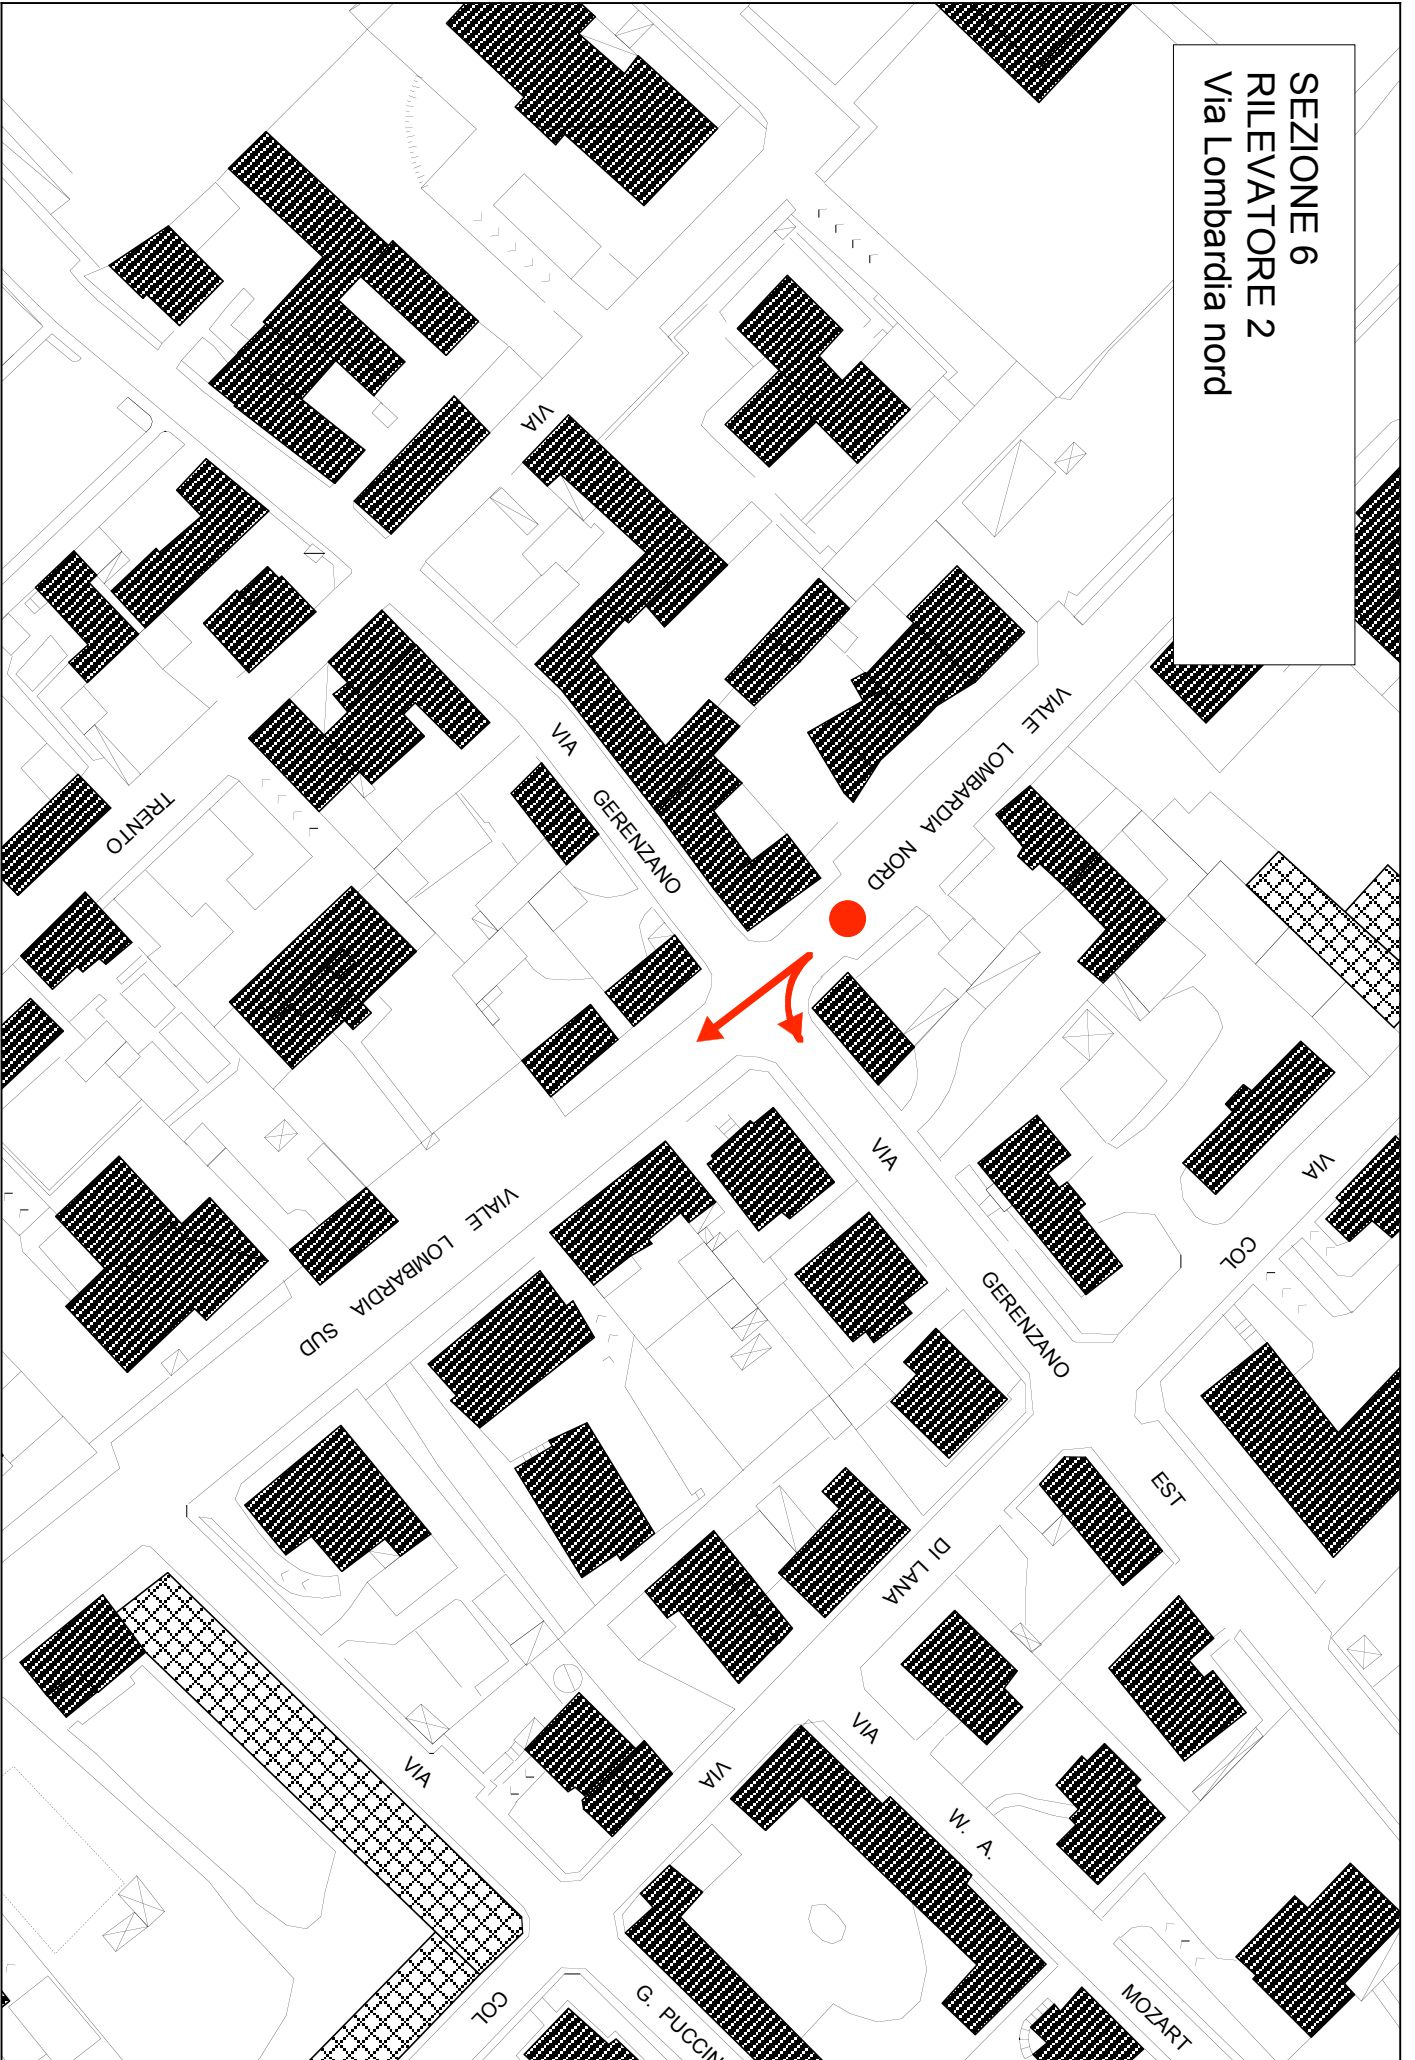 SEZIONE 6
RILEVATORE 2
Via Lombardia nord
VIA
VIALE LOMBARDIA NORD
VIA GERENZANO
TRENTO
VIA GERENZANO
VIA
COL
VIALE LOMBARDIA SUD
EST
DI LANA
VIA
VIA W. A. MOZART
VIA
COL
G. PUCCIN